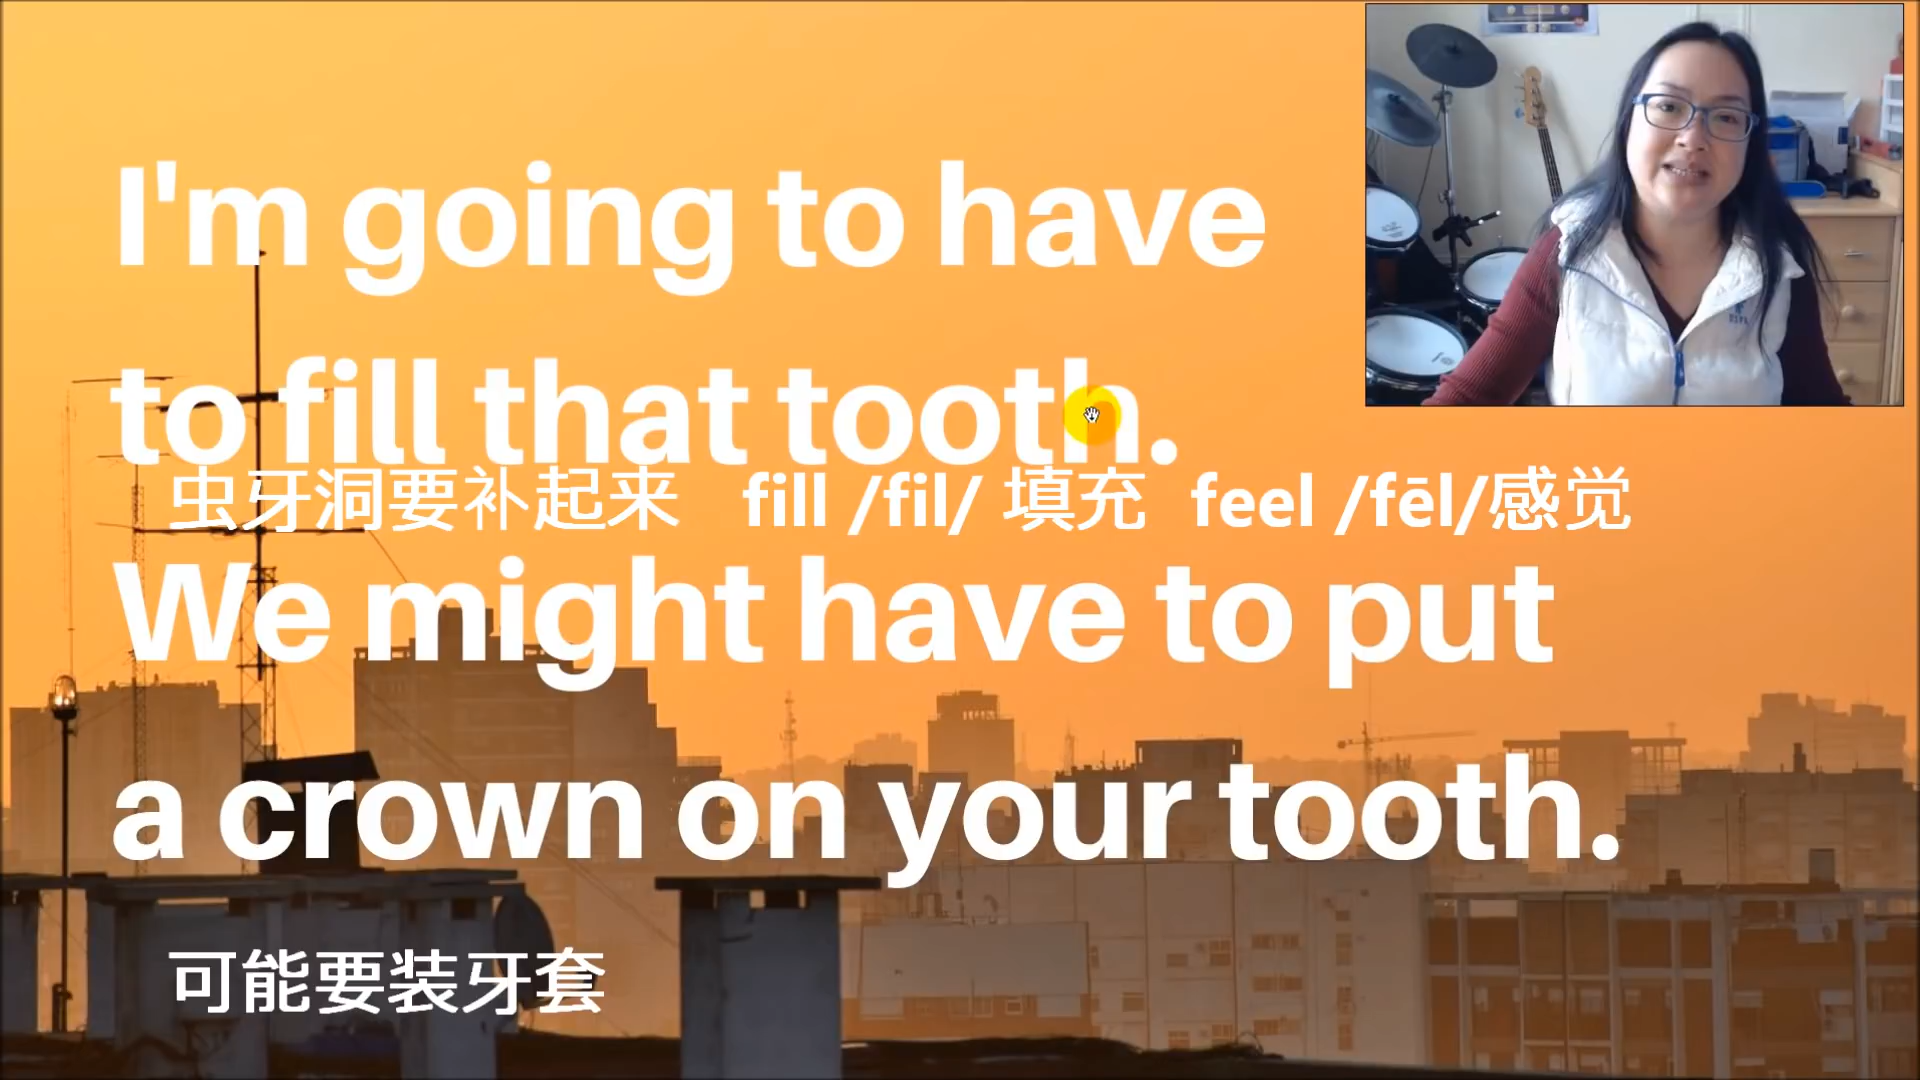 I'm going to have
to fill that tooth.
虫牙洞要补起来 fill /fil/ 填充 feel /fēl/感觉
We might have to put
a crown on your tooth.
可能要装牙套